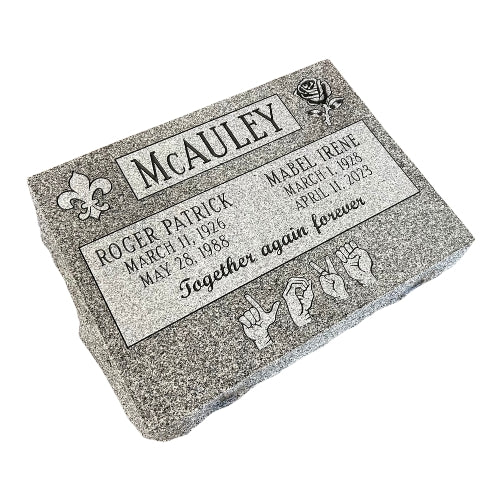 McAULEY
ROGER PATRICK
MARCH 11, 1926
MAY 28, 1988
MABEL IRENE
MARCH 1, 1928
APRIL 11, 2023
Together again forever